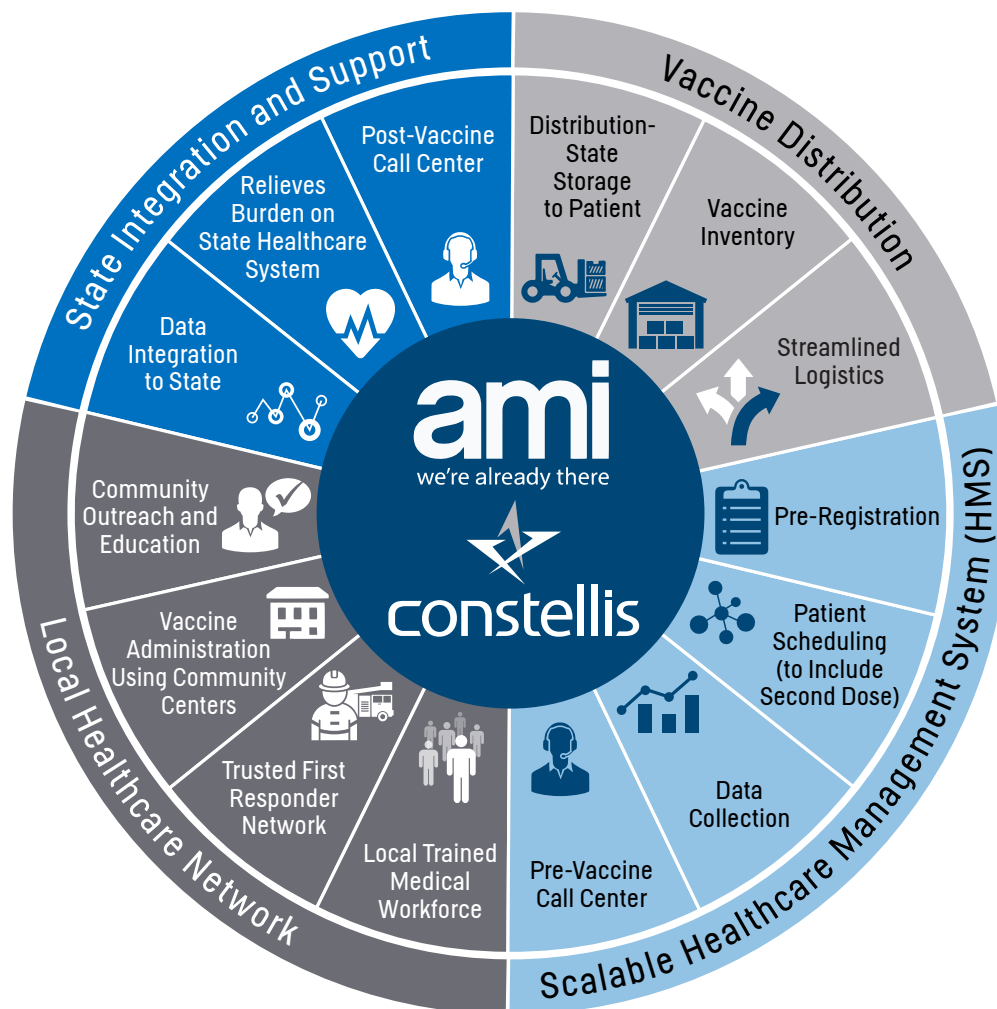 State Integration and Support
Post-Vaccine
Call Center
Relieves
Burden on
State Healthcare
System
Data
Integration
to State
Vaccine Distribution
Distribution-
State
Storage
to Patient
Vaccine
Inventory
Streamlined
Logistics
Scalable Healthcare Management System (HMS)
Pre-Registration
Patient
Scheduling
(to Include
Second Dose)
Data
Collection
Pre-Vaccine
Call Center
Local Healthcare Network
Local Trained
Medical
Workforce
Trusted First
Responder
Network
Vaccine
Administration
Using Community
Centers
Community
Outreach and
Education
ami
we're already there
constellis